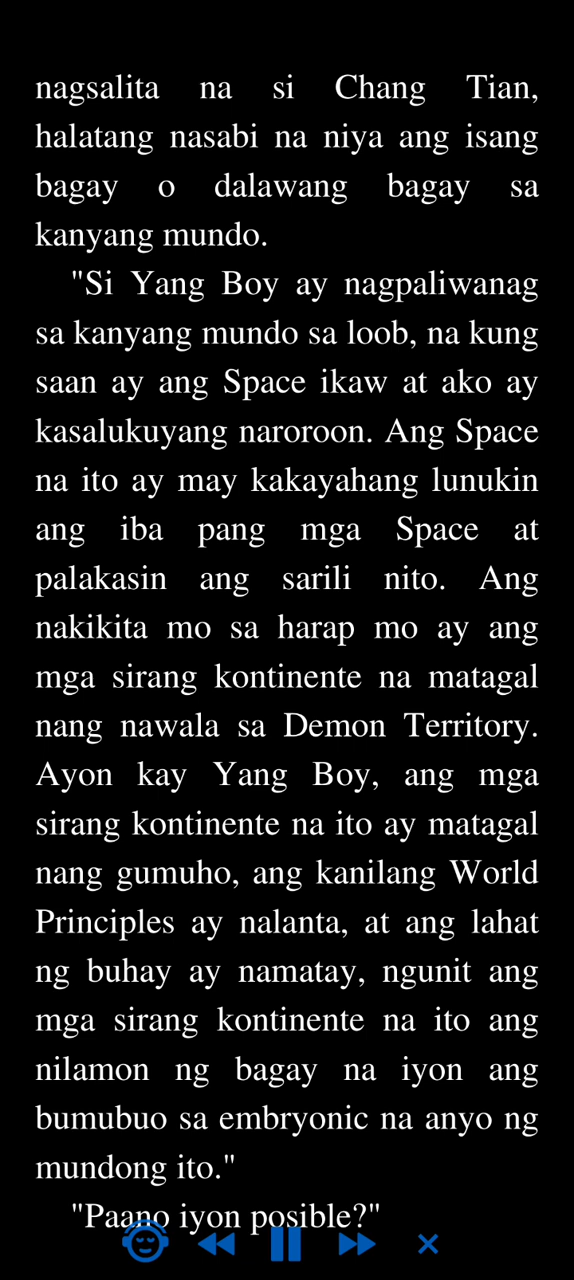 nagsalita na si Chang Tian,
halatang nasabi na niya ang isang
bagay o dalawang bagay sa
kanyang mundo.
"Si Yang Boy ay nagpaliwanag
sa kanyang mundo sa loob, na kung
saan ay ang Space ikaw at ako ay
kasalukuyang naroroon. Ang Space
na ito ay may kakayahang lunukin
ang iba pang mga Space at
palakasin ang sarili nito. Ang
nakikita mo sa harap mo ay ang
mga sirang kontinente na matagal
nang nawala sa Demon Territory.
Ayon kay Yang Boy, ang mga
sirang kontinente na ito ay matagal
nang gumuho, ang kanilang World
Principles ay nalanta, at ang lahat
ng buhay ay namatay, ngunit ang
mga sirang kontinente na ito ang
nilamon ng bagay na iyon ang
bumubuo sa embryonic na anyo ng
mundong ito."
"Paano iyon posible?"